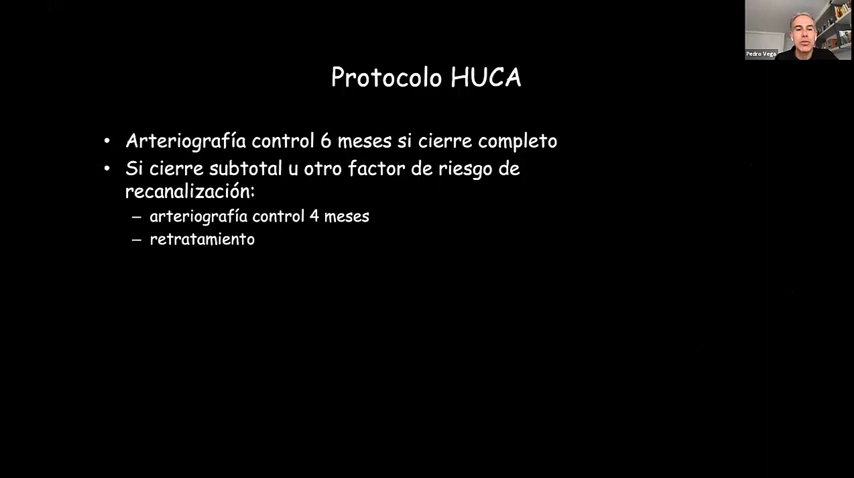 Pedro Vega
Protocolo HUCA
• Arteriografía control 6 meses si cierre completo
• Si cierre subtotal u otro factor de riesgo de
recanalización:
– arteriografía control 4 meses
– retratamiento